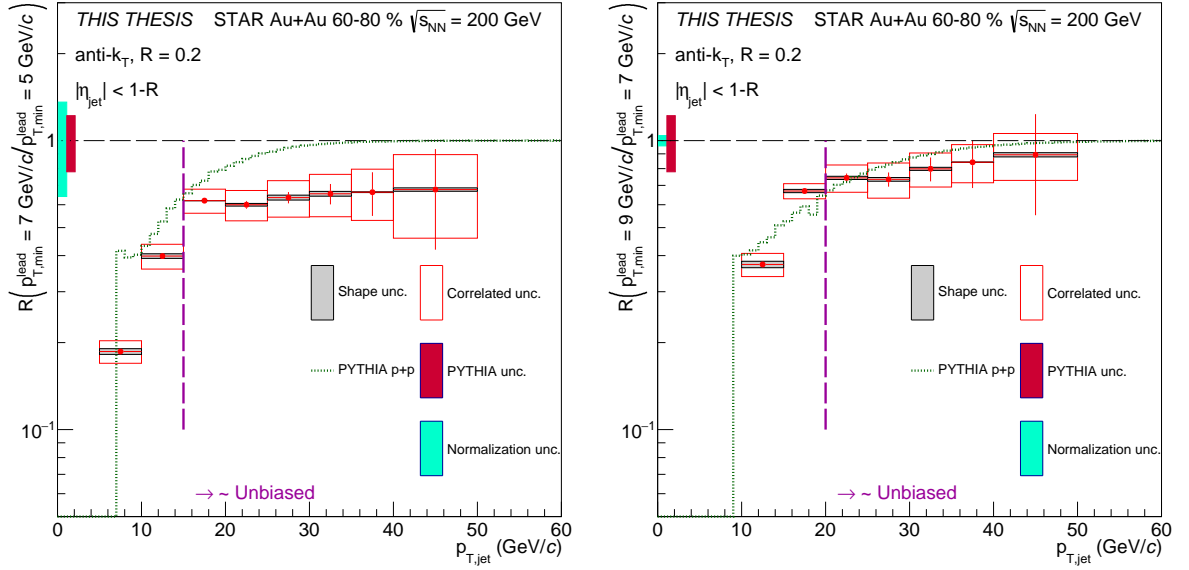 THIS THESIS STAR Au+Au 60-80 % √s_NN = 200 GeV
anti-k_T, R = 0.2
|η_jet| < 1-R
R(p_T,min^lead = 7 GeV/c/p_T,min^lead = 5 GeV/c)
1
10^-1
Shape unc.
Correlated unc.
PYTHIA p+p
PYTHIA unc.
Normalization unc.
→ ~ Unbiased
0 10 20 30 40 50 60
p_T,jet (GeV/c)
THIS THESIS STAR Au+Au 60-80 % √s_NN = 200 GeV
anti-k_T, R = 0.2
|η_jet| < 1-R
R(p_T,min^lead = 9 GeV/c/p_T,min^lead = 7 GeV/c)
1
10^-1
Shape unc.
Correlated unc.
PYTHIA p+p
PYTHIA unc.
Normalization unc.
→ ~ Unbiased
0 10 20 30 40 50 60
p_T,jet (GeV/c)